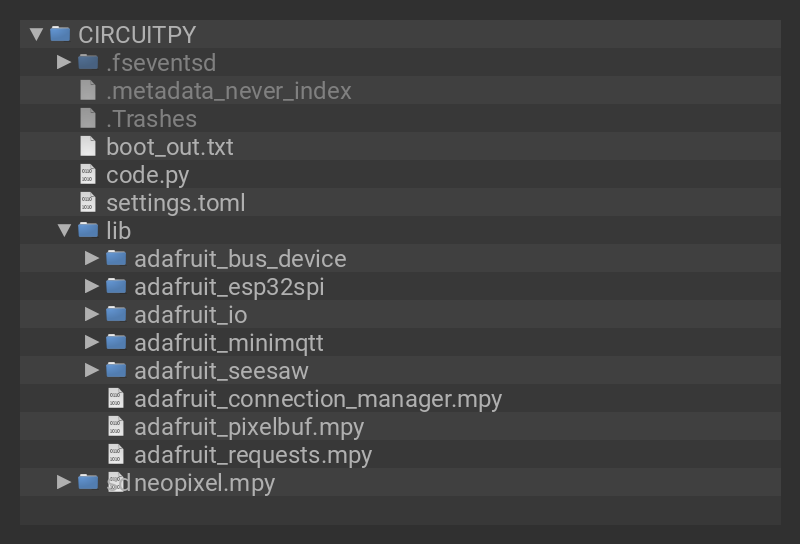 CIRCUITPY
.fseventsd
.metadata_never_index
.Trashes
boot_out.txt
code.py
settings.toml
lib
adafruit_bus_device
adafruit_esp32spi
adafruit_io
adafruit_minimqtt
adafruit_seesaw
adafruit_connection_manager.mpy
adafruit_pixelbuf.mpy
adafruit_requests.mpy
sd neopixel.mpy